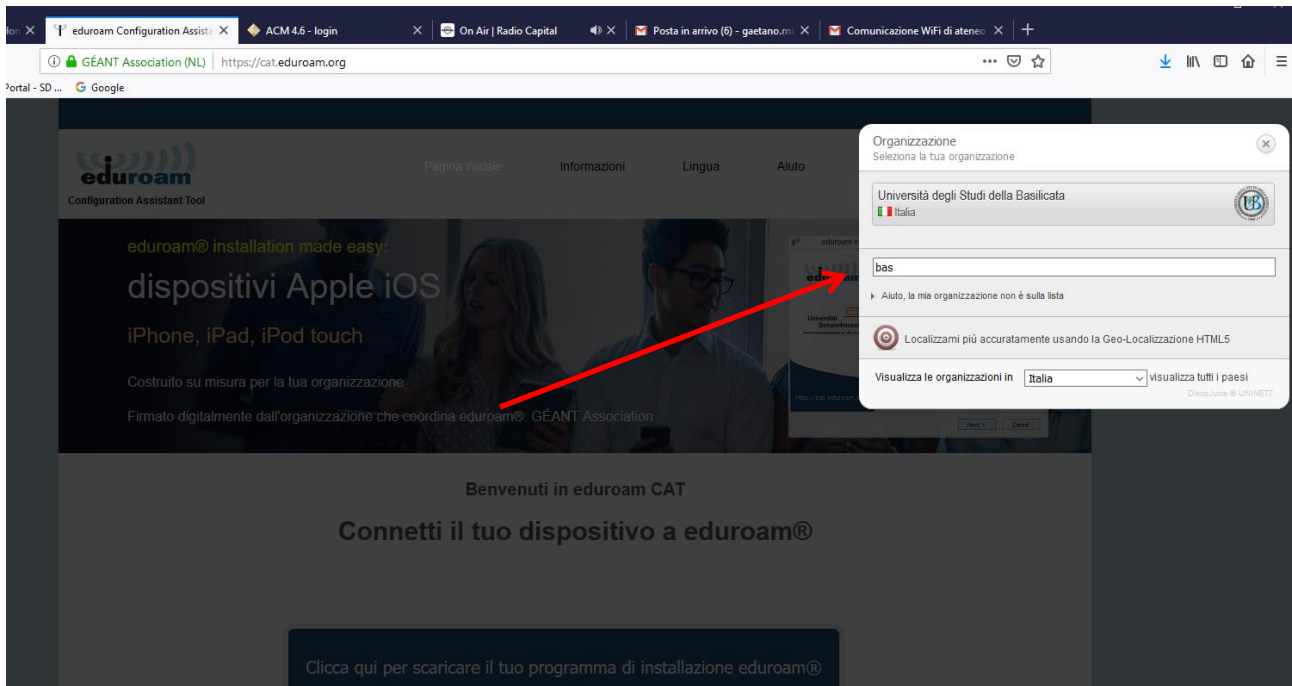 eduroam Configuration Assista
ACM 4.6 - login
On Air | Radio Capital
Posta in arrivo (6) - gaetano.mi
Comunicazione WiFi di ateneo
GÉANT Association (NL)
https://cat.eduroam.org
Portal - SD ...
Google
eduroam
Configuration Assistant Tool
Pagina Iniziale
Informazioni
Lingua
Aiuto
eduroam® installation made easy:
dispositivi Apple iOS
iPhone, iPad, iPod touch
Costruito su misura per la tua organizzazione
Firmato digitalmente dall'organizzazione che coordina eduroam®: GÉANT Association
Next >
Cancel
Organizzazione
Seleziona la tua organizzazione
Università degli Studi della Basilicata
Italia
bas
Aiuto, la mia organizzazione non è sulla lista
Localizzami più accuratamente usando la Geo-Localizzazione HTML5
Visualizza le organizzazioni in
Italia
visualizza tutti i paesi
DiscoJuice © UNINETT
Benvenuti in eduroam CAT
Connetti il tuo dispositivo a eduroam®
Clicca qui per scaricare il tuo programma di installazione eduroam®